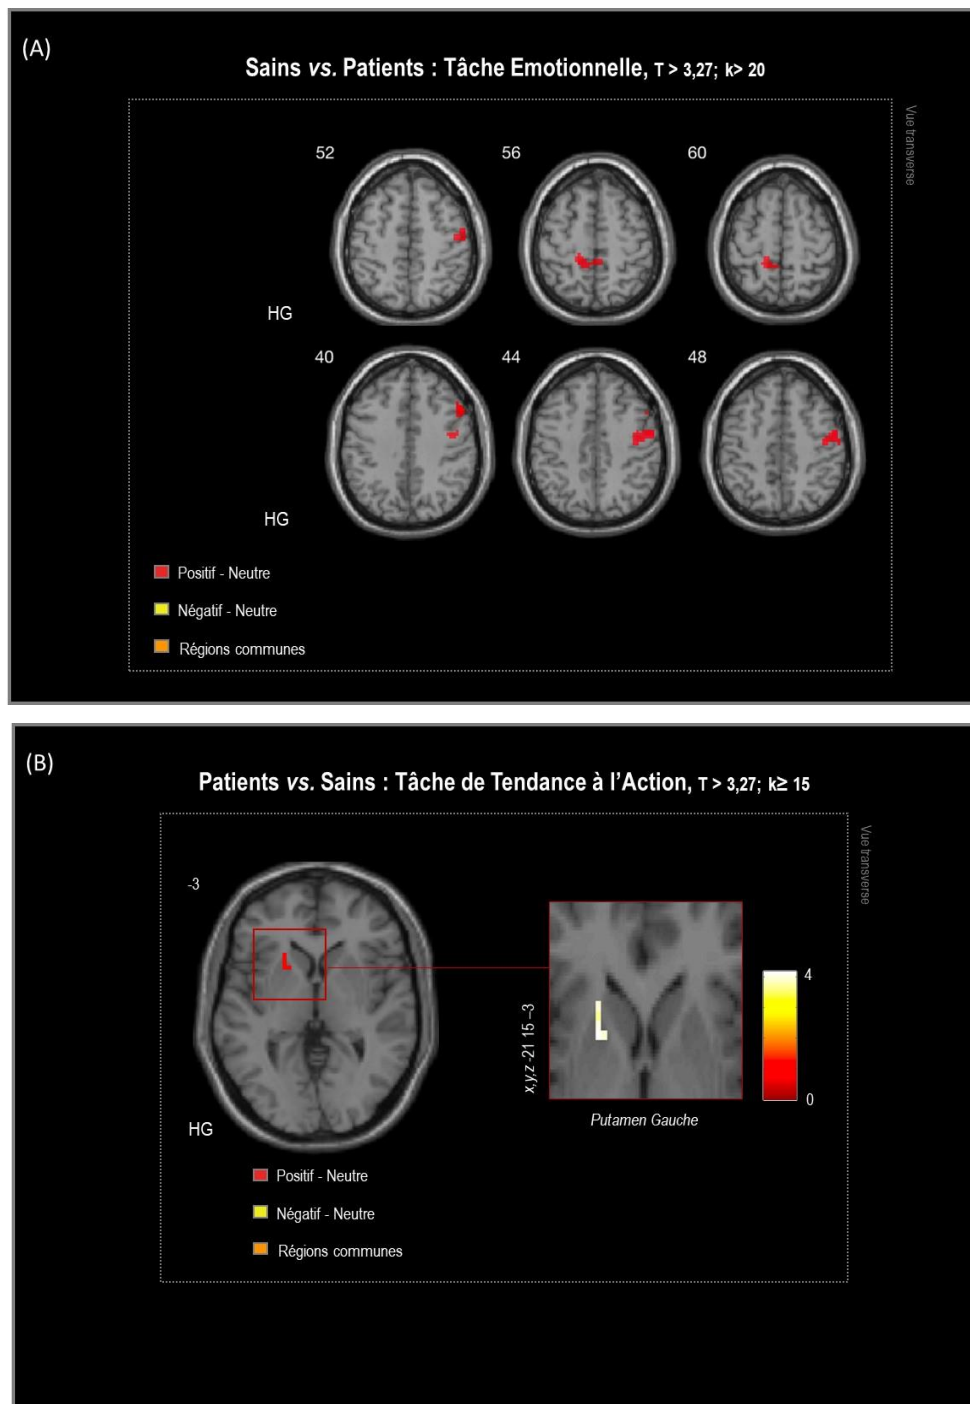 (A)
Sains vs. Patients : Tâche Emotionnelle, T > 3,27; k> 20
Vue transverse
52 56 60
HG
40 44 48
HG
Positif - Neutre
Négatif - Neutre
Régions communes
(B)
Patients vs. Sains : Tâche de Tendance à l'Action, T > 3,27; k≥ 15
Vue transverse
-3
4
x,y,z -21 15 –3
0
Putamen Gauche
HG
Positif - Neutre
Négatif - Neutre
Régions communes